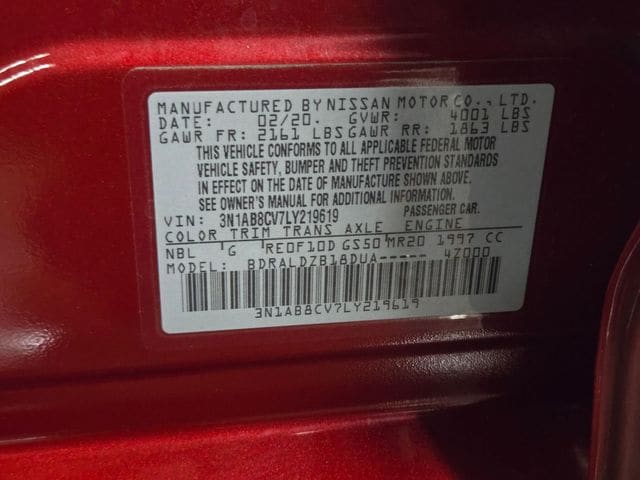 MANUFACTURED BY NISSAN MOTOR CO., LTD.
DATE: 02/20. GVWR: 4001 LBS
GAWR FR: 2161 LBS GAWR RR: 1863 LBS
THIS VEHICLE CONFORMS TO ALL APPLICABLE FEDERAL MOTOR
VEHICLE SAFETY, BUMPER AND THEFT PREVENTION STANDARDS
IN EFFECT ON THE DATE OF MANUFACTURE SHOWN ABOVE.
SEE OWNER'S MANUAL FOR ADDITIONAL INFORMATION
VIN: 3N1AB8CV7LY219619 PASSENGER CAR.
COLOR TRIM TRANS AXLE ENGINE
NBL G RE0F10D GS50 MR20 1997 CC
MODEL: BDRALDZB18DUA----- 4Z000
3N1AB8CV7LY219619